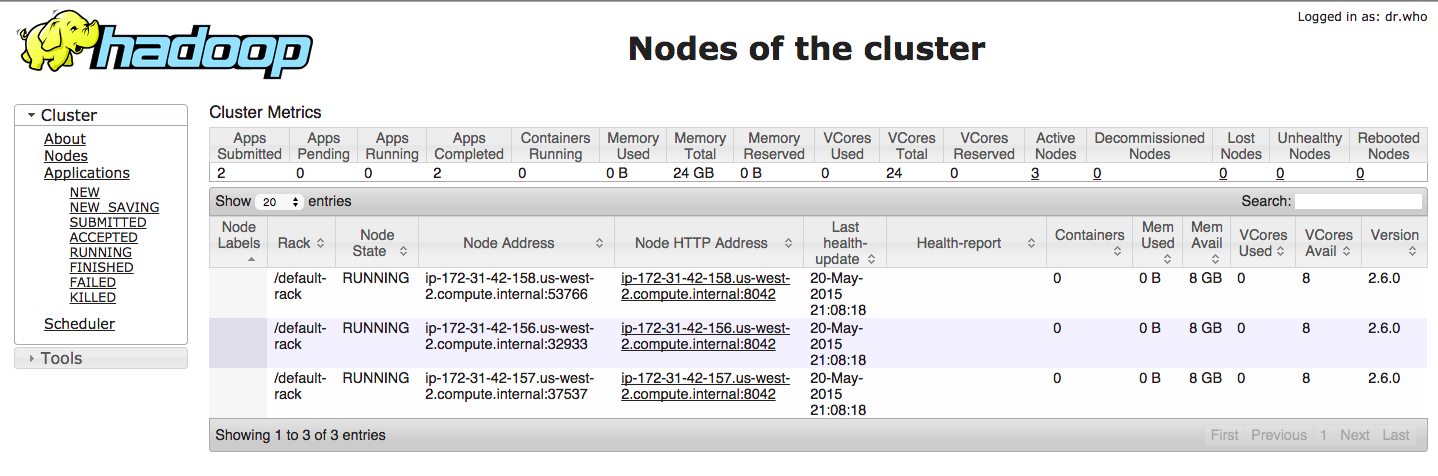 Logged in as: dr.who
hadoop
Nodes of the cluster
Cluster
About
Nodes
Applications
NEW
NEW_SAVING
SUBMITTED
ACCEPTED
RUNNING
FINISHED
FAILED
KILLED
Scheduler
Tools
Cluster Metrics
Apps Apps Apps Apps Containers Memory Memory Memory VCores VCores VCores Active Decommissioned Lost Unhealthy Rebooted
Submitted Pending Running Completed Running Used Total Reserved Used Total Reserved Nodes Nodes Nodes Nodes Nodes
2 0 0 2 0 0 B 24 GB 0 B 0 24 0 3 0 0 0 0
Show 20 entries Search:
Node Labels Rack Node State Node Address Node HTTP Address Last health-update Health-report Containers Mem Used Mem Avail VCores Used VCores Avail Version
/default- RUNNING ip-172-31-42-158.us-west- ip-172-31-42-158.us-west- 20-May- 0 0 B 8 GB 0 8 2.6.0
rack 2.compute.internal:53766 2.compute.internal:8042 2015
21:08:18
/default- RUNNING ip-172-31-42-156.us-west- ip-172-31-42-156.us-west- 20-May- 0 0 B 8 GB 0 8 2.6.0
rack 2.compute.internal:32933 2.compute.internal:8042 2015
21:08:18
/default- RUNNING ip-172-31-42-157.us-west- ip-172-31-42-157.us-west- 20-May- 0 0 B 8 GB 0 8 2.6.0
rack 2.compute.internal:37537 2.compute.internal:8042 2015
21:08:18
Showing 1 to 3 of 3 entries First Previous 1 Next Last